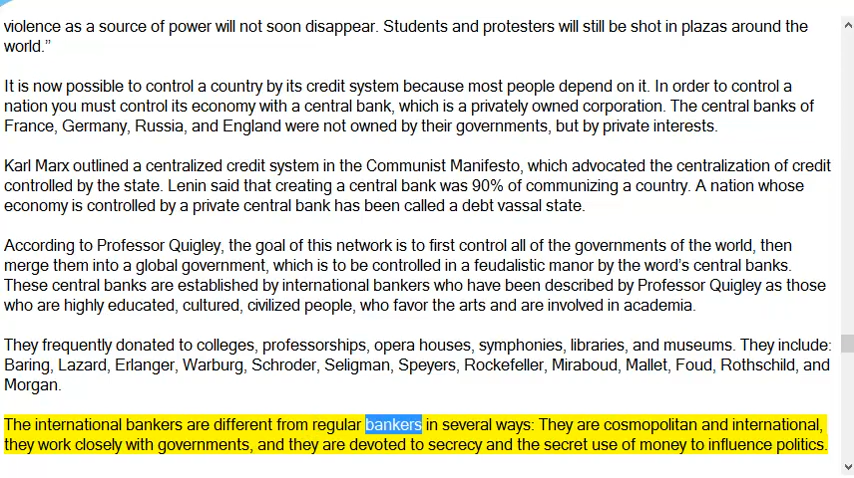 violence as a source of power will not soon disappear. Students and protesters will still be shot in plazas around the
world.”
It is now possible to control a country by its credit system because most people depend on it. In order to control a
nation you must control its economy with a central bank, which is a privately owned corporation. The central banks of
France, Germany, Russia, and England were not owned by their governments, but by private interests.
Karl Marx outlined a centralized credit system in the Communist Manifesto, which advocated the centralization of credit
controlled by the state. Lenin said that creating a central bank was 90% of communizing a country. A nation whose
economy is controlled by a private central bank has been called a debt vassal state.
According to Professor Quigley, the goal of this network is to first control all of the governments of the world, then
merge them into a global government, which is to be controlled in a feudalistic manor by the word’s central banks.
These central banks are established by international bankers who have been described by Professor Quigley as those
who are highly educated, cultured, civilized people, who favor the arts and are involved in academia.
They frequently donated to colleges, professorships, opera houses, symphonies, libraries, and museums. They include:
Baring, Lazard, Erlanger, Warburg, Schroder, Seligman, Speyers, Rockefeller, Miraboud, Mallet, Foud, Rothschild, and
Morgan.
The international bankers are different from regular bankers in several ways: They are cosmopolitan and international,
they work closely with governments, and they are devoted to secrecy and the secret use of money to influence politics.